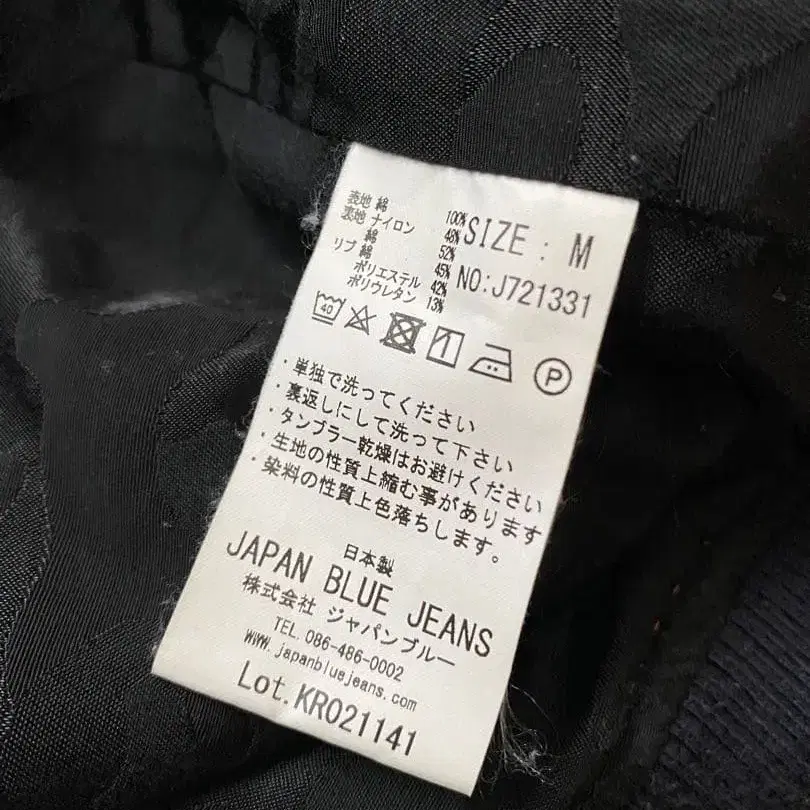 表地 綿 100%
裏地 ナイロン 48%
綿 52%
リブ 綿 45%
ポリエステル 42%
ポリウレタン 13%
SIZE : M
NO:J721331
40
P
・単独で洗ってください
・裏返しにして洗って下さい
・タンブラー乾燥はお避けください
・生地の性質上縮む事があります
・染料の性質上色落ちします。
日本製
JAPAN BLUE JEANS
株式会社 ジャパンブルー
TEL. 086-486-0002
www.japanbluejeans.com
Lot.KR021141